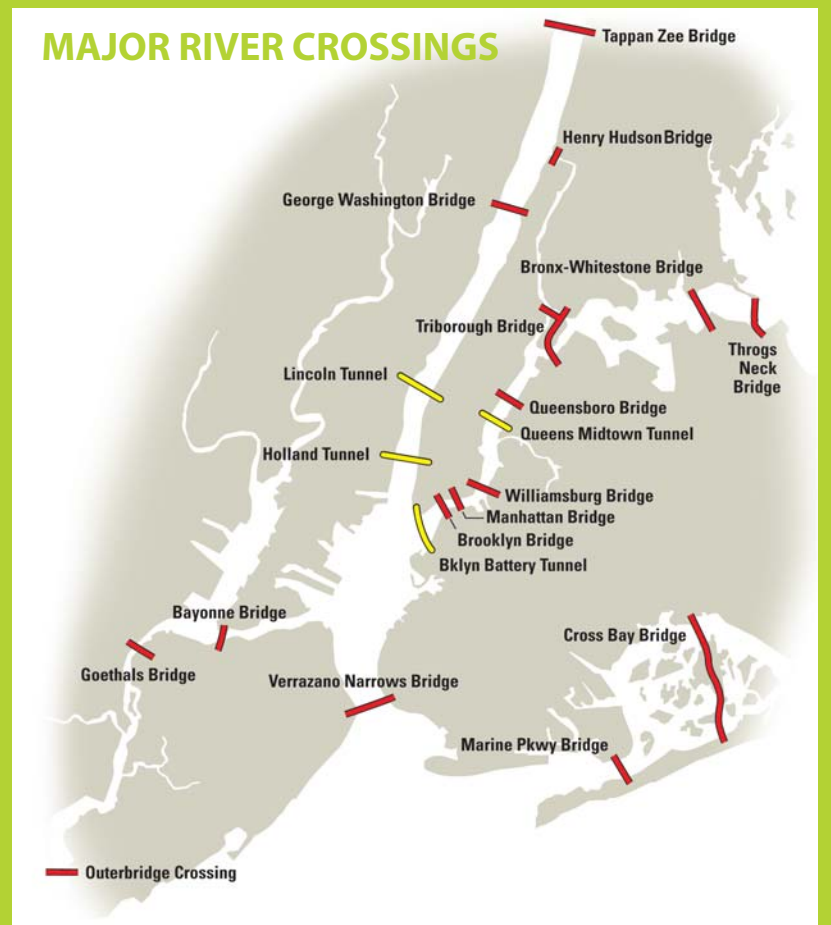 MAJOR RIVER CROSSINGS
Tappan Zee Bridge
Henry Hudson Bridge
George Washington Bridge
Bronx-Whitestone Bridge
Triborough Bridge
Throgs
Neck
Bridge
Lincoln Tunnel
Queensboro Bridge
Queens Midtown Tunnel
Holland Tunnel
Williamsburg Bridge
Manhattan Bridge
Brooklyn Bridge
Bklyn Battery Tunnel
Bayonne Bridge
Cross Bay Bridge
Goethals Bridge
Verrazano Narrows Bridge
Marine Pkwy Bridge
Outerbridge Crossing